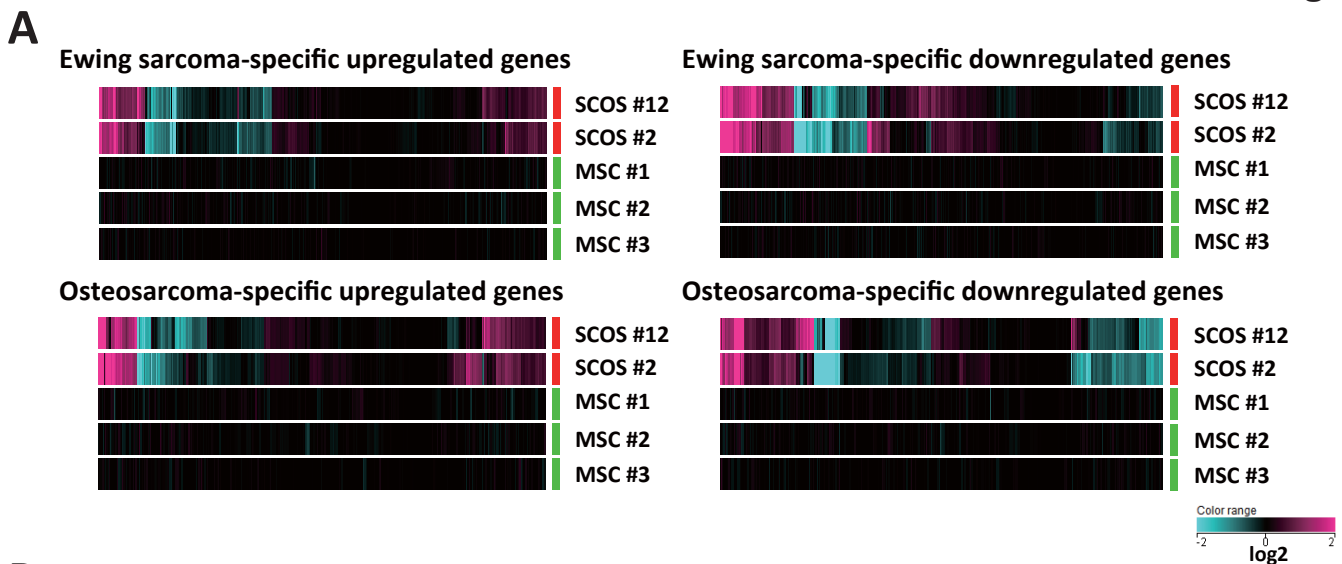 A
Ewing sarcoma-specific upregulated genes
SCOS #12
SCOS #2
MSC #1
MSC #2
MSC #3
Ewing sarcoma-specific downregulated genes
SCOS #12
SCOS #2
MSC #1
MSC #2
MSC #3
Osteosarcoma-specific upregulated genes
SCOS #12
SCOS #2
MSC #1
MSC #2
MSC #3
Osteosarcoma-specific downregulated genes
SCOS #12
SCOS #2
MSC #1
MSC #2
MSC #3
Color range
-2 0 2
log2